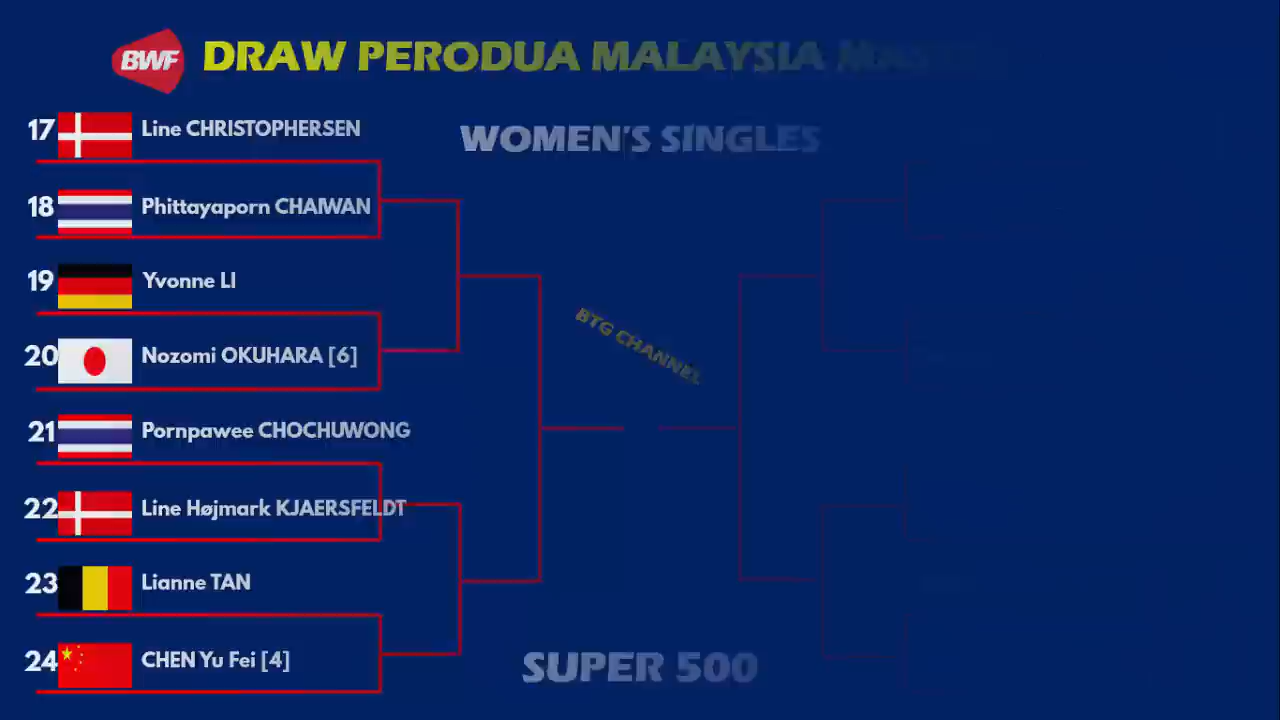 BWF DRAW PERODUA MALAYSIA
WOMEN'S SINGLES
17 Line CHRISTOPHERSEN
18 Phittayaporn CHAIWAN
19 Yvonne LI
20 Nozomi OKUHARA [6]
21 Pornpawee CHOCHUWONG
22 Line Højmark KJAERSFELDT
23 Lianne TAN
24 CHEN Yu Fei [4]
BTG CHANNEL
SUPER 500